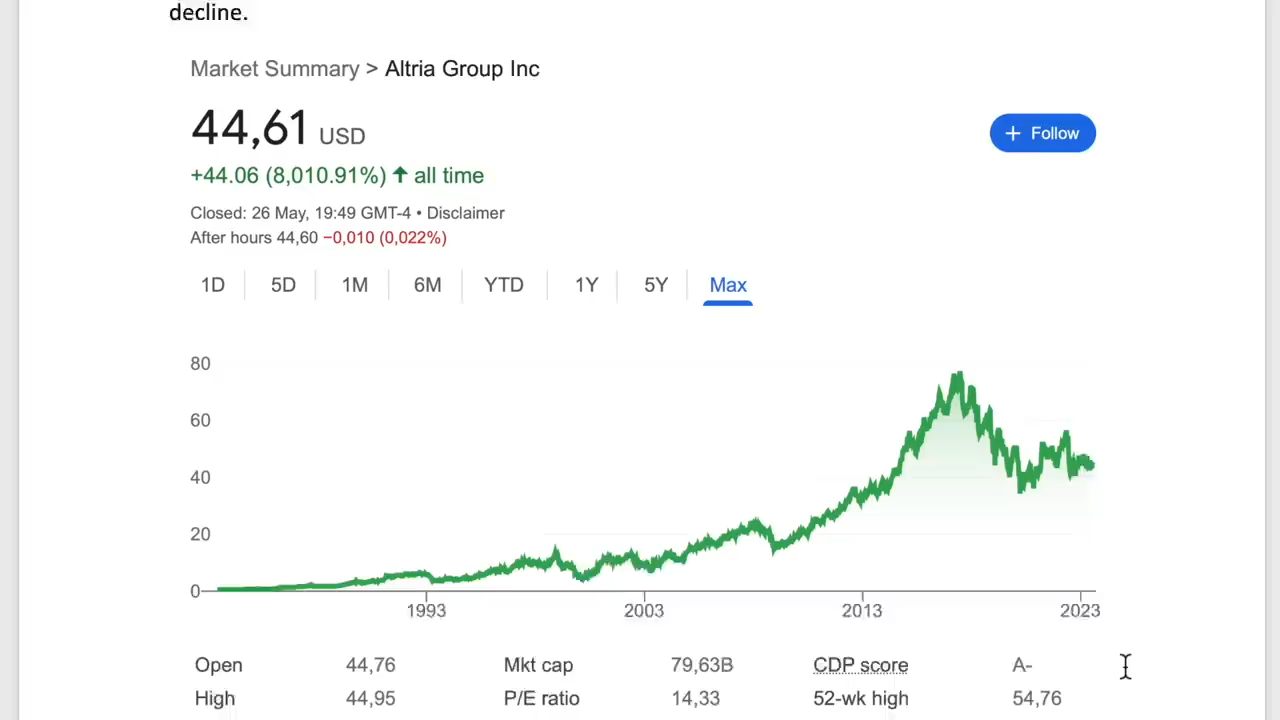 decline.
Market Summary > Altria Group Inc
44,61 USD
+ Follow
+44.06 (8,010.91%) ↑ all time
Closed: 26 May, 19:49 GMT-4 • Disclaimer
After hours 44,60 −0,010 (0,022%)
1D 5D 1M 6M YTD 1Y 5Y Max
80
60
40
20
0
1993 2003 2013 2023
Open 44,76 Mkt cap 79,63B CDP score A-
High 44,95 P/E ratio 14,33 52-wk high 54,76